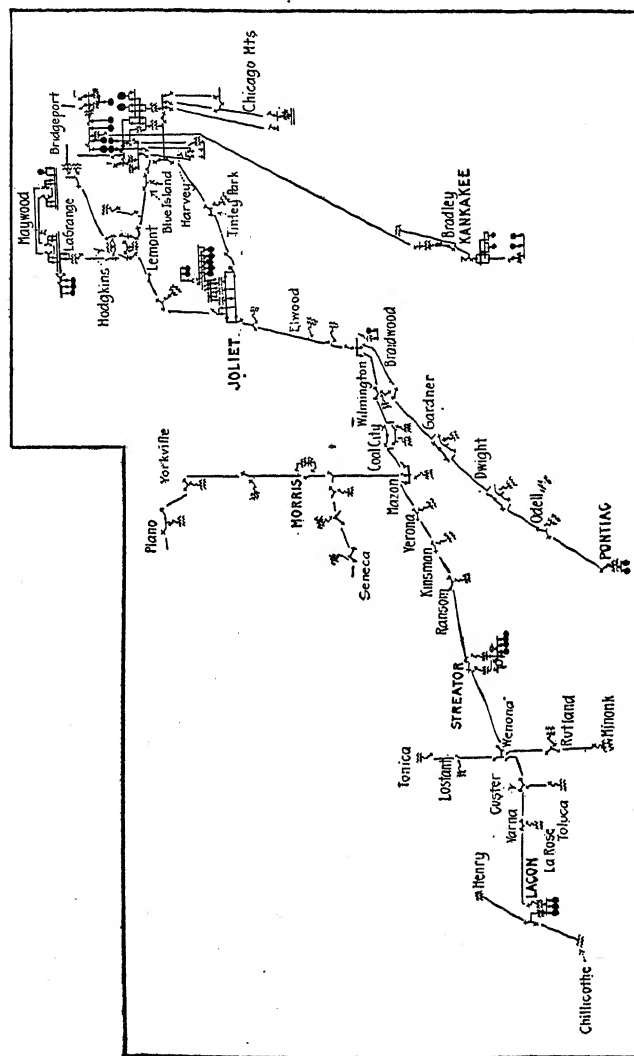 Maywood
Bridgeport
LaGrange
Hodgkins
Lemont
Blue Island
Harvey
Tinley Park
Chicago Hts
Bradley
KANKAKEE
JOLIET
Elwood
Wilmington
Braidwood
Coal City
Gardner
Dwight
Odell
PONTIAC
Plano
Yorkville
MORRIS
Seneca
Mazon
Verona
Kinsman
Ransom
STREATOR
Wenona
Tonica
Lostant
Rutland
Minonk
Custer
Varna
La Rose
Toluca
LACON
Henry
Chillicothe